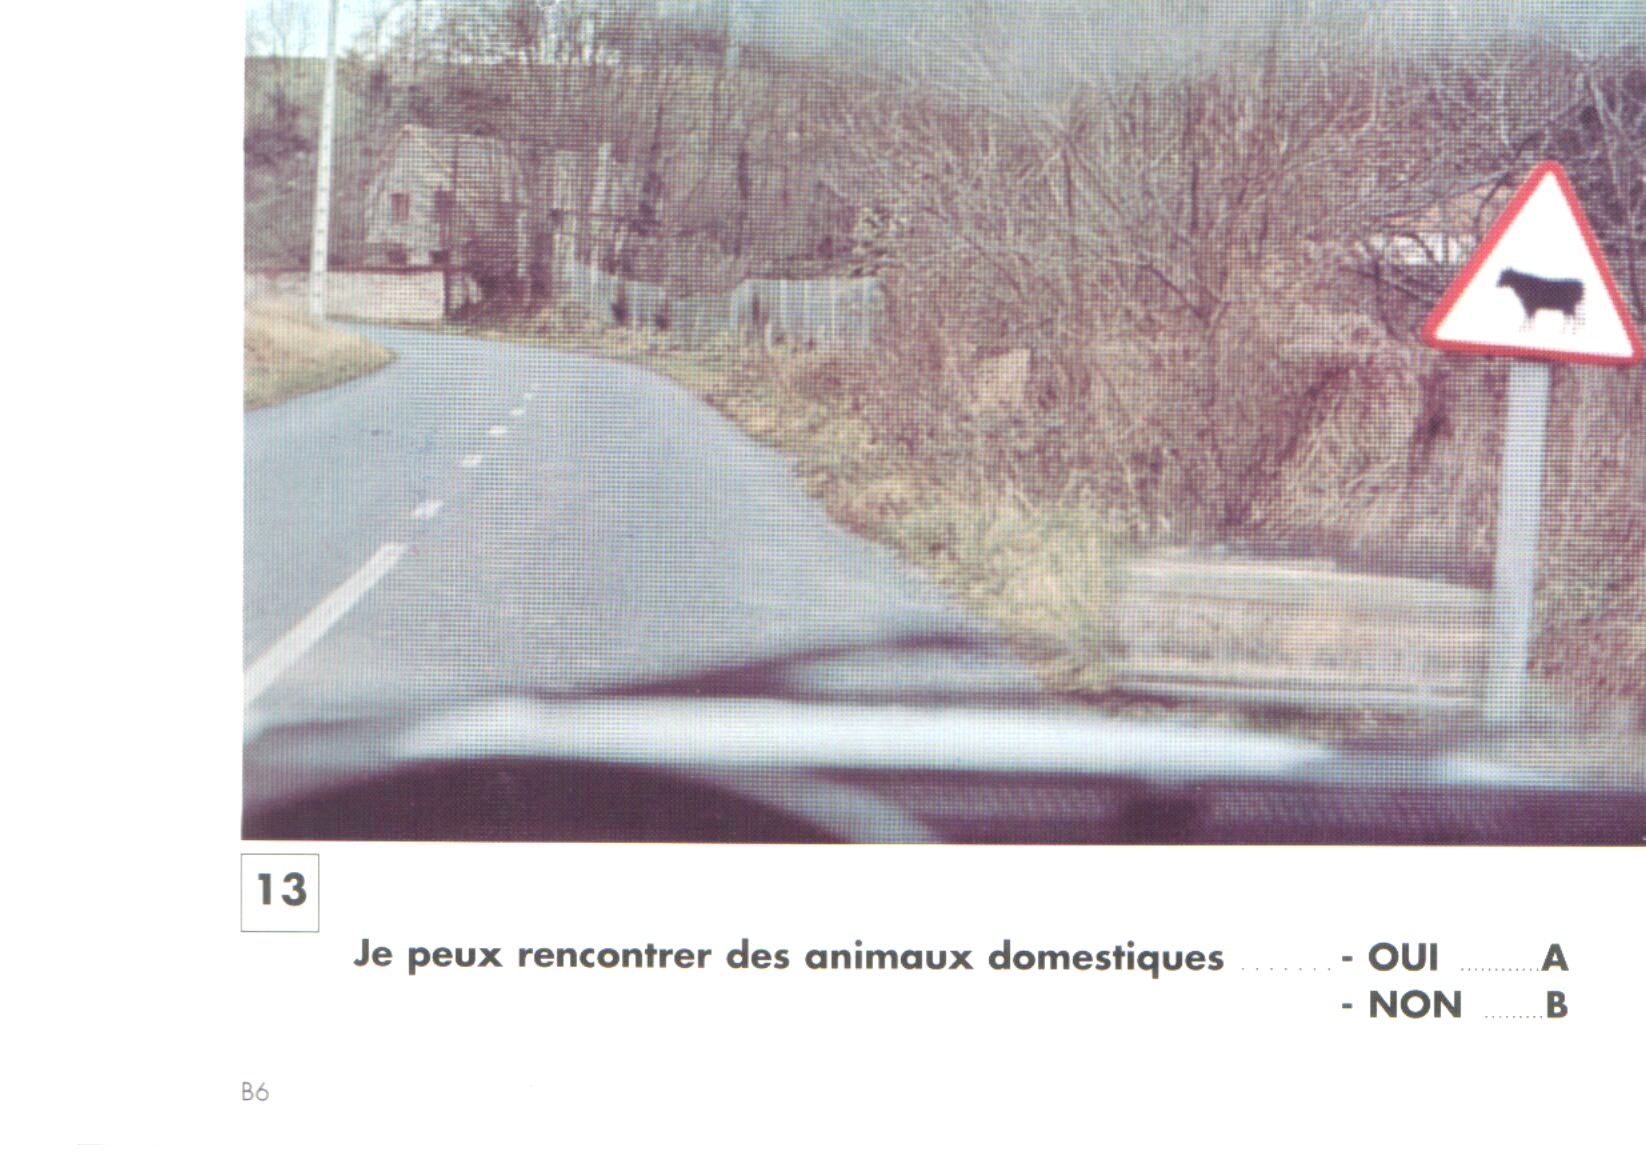 13
Je peux rencontrer des animaux domestiques ....... - OUI ............A
- NON .........B
B6